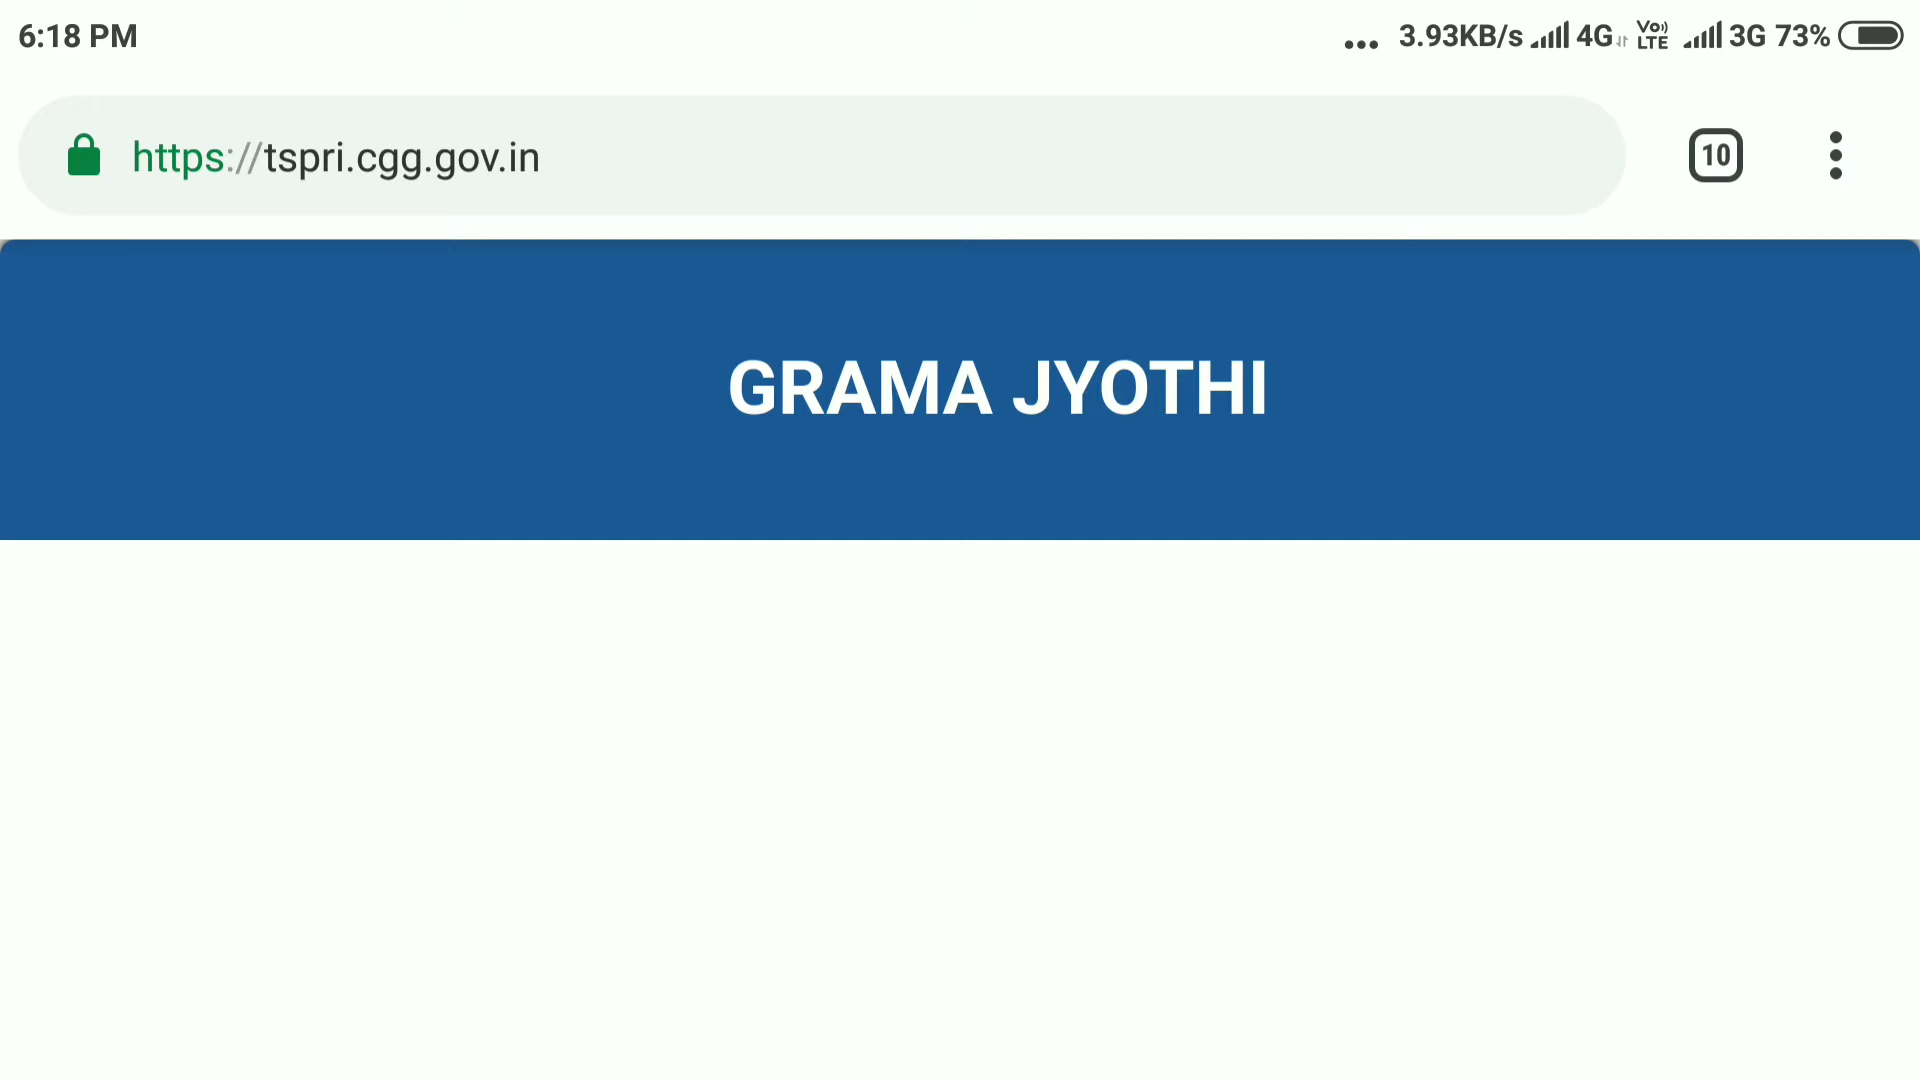 6:18 PM ... 3.93KB/s 4G Vo) LTE 3G 73%
https://tspri.cgg.gov.in 10
GRAMA JYOTHI